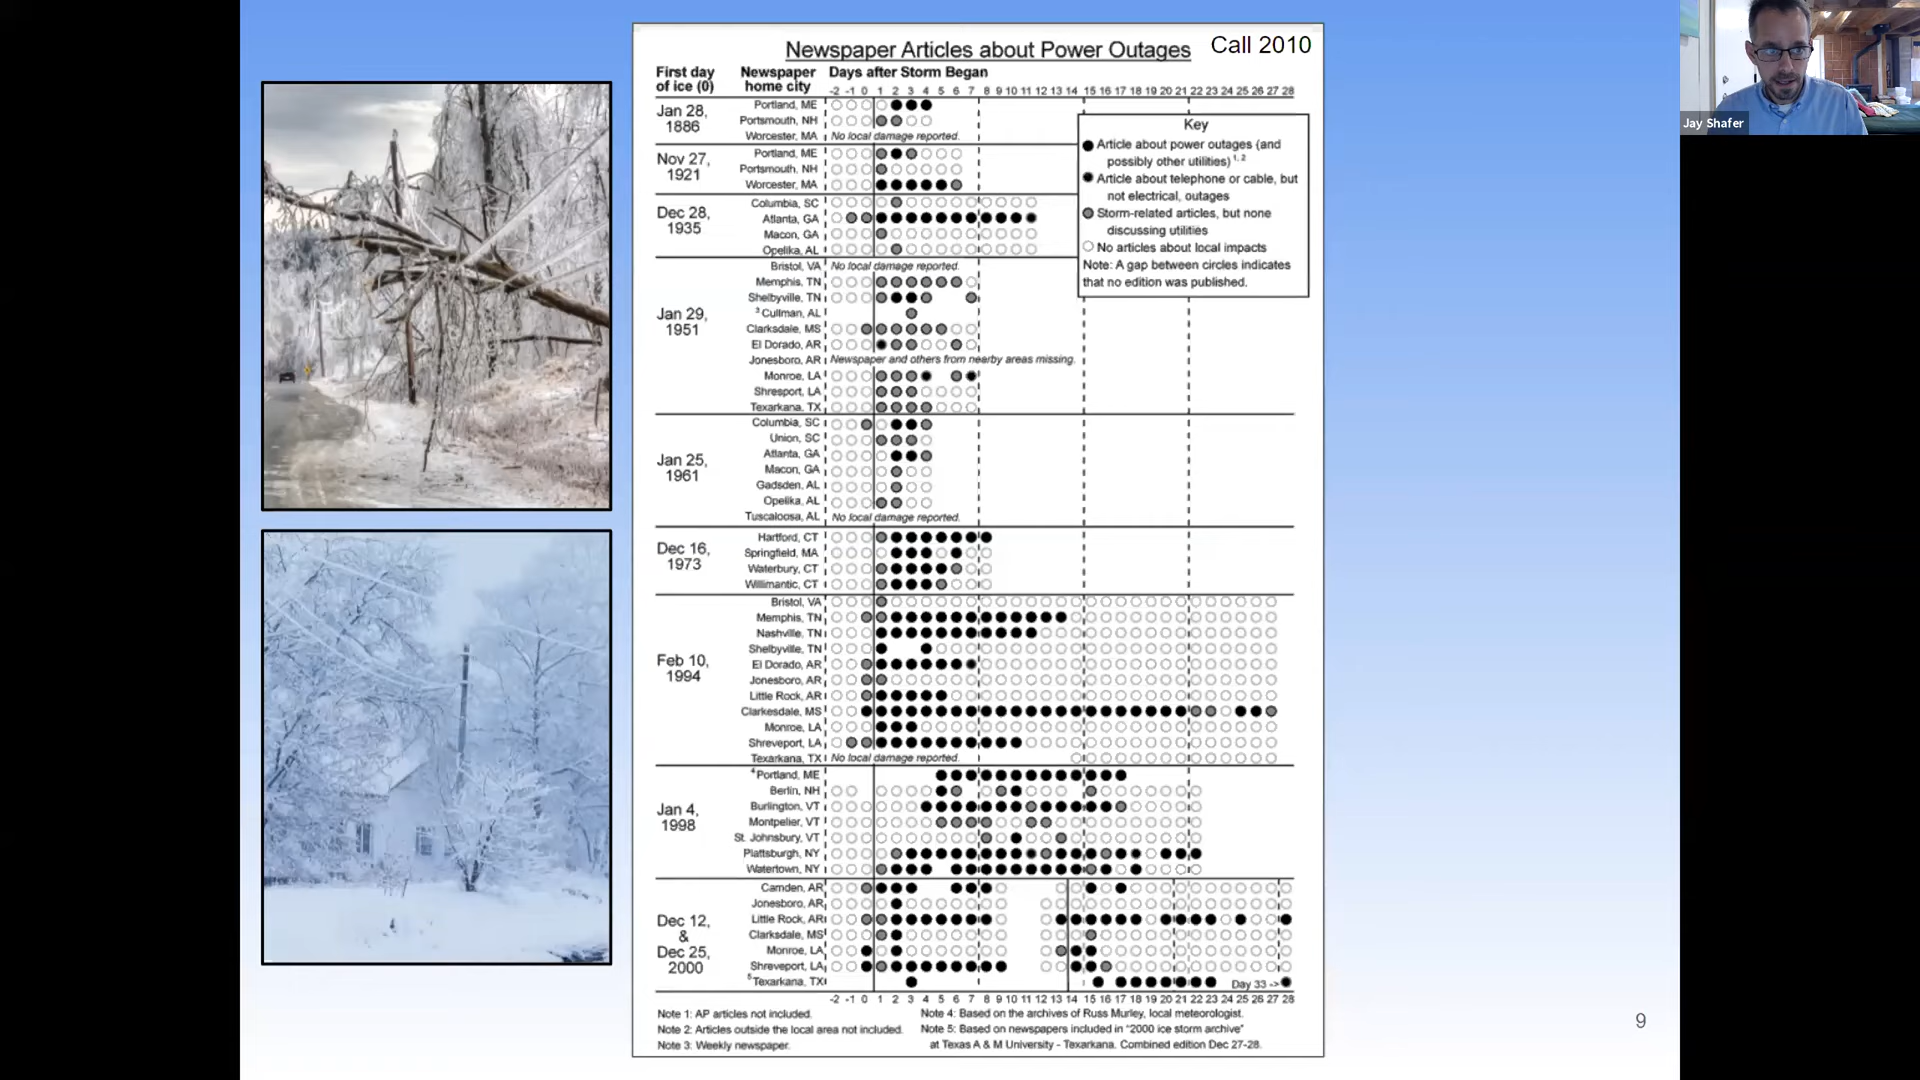 Newspaper Articles about Power Outages
Call 2010
First day of ice (0)
Newspaper home city
Days after Storm Began
-2 -1 0 1 2 3 4 5 6 7 8 9 10 11 12 13 14 15 16 17 18 19 20 21 22 23 24 25 26 27 28
Jan 28, 1886
Portland, ME
Portsmouth, NH
Worcester, MA No local damage reported.
Nov 27, 1921
Portland, ME
Portsmouth, NH
Worcester, MA
Dec 28, 1935
Columbia, SC
Atlanta, GA
Macon, GA
Opelika, AL
Jan 29, 1951
Bristol, VA No local damage reported.
Memphis, TN
Shelbyville, TN
3 Cullman, AL
Clarksdale, MS
El Dorado, AR
Jonesboro, AR Newspaper and others from nearby areas missing.
Monroe, LA
Shresport, LA
Texarkana, TX
Jan 25, 1961
Columbia, SC
Union, SC
Atlanta, GA
Macon, GA
Gadsden, AL
Opelika, AL
Tuscaloosa, AL No local damage reported.
Dec 16, 1973
Hartford, CT
Springfield, MA
Waterbury, CT
Willimantic, CT
Feb 10, 1994
Bristol, VA
Memphis, TN
Nashville, TN
Shelbyville, TN
El Dorado, AR
Jonesboro, AR
Little Rock, AR
Clarkesdale, MS
Monroe, LA
Shreveport, LA
Texarkana, TX No local damage reported.
Jan 4, 1998
4 Portland, ME
Berlin, NH
Burlington, VT
Montpelier, VT
St. Johnsbury, VT
Plattsburgh, NY
Watertown, NY
Dec 12, & Dec 25, 2000
Camden, AR
Jonesboro, AR
Little Rock, AR
Clarksdale, MS
Monroe, LA
Shreveport, LA
5 Texarkana, TX
Day 33 ->
-2 -1 0 1 2 3 4 5 6 7 8 9 10 11 12 13 14 15 16 17 18 19 20 21 22 23 24 25 26 27 28
Key
Article about power outages (and
possibly other utilities) 1, 2
Article about telephone or cable, but
not electrical, outages
Storm-related articles, but none
discussing utilities
No articles about local impacts
Note: A gap between circles indicates
that no edition was published.
Note 1: AP articles not included.
Note 2: Articles outside the local area not included.
Note 3: Weekly newspaper.
Note 4: Based on the archives of Russ Murley, local meteorologist.
Note 5: Based on newspapers included in "2000 ice storm archive"
at Texas A & M University - Texarkana. Combined edition Dec 27-28.
9
Jay Shafer